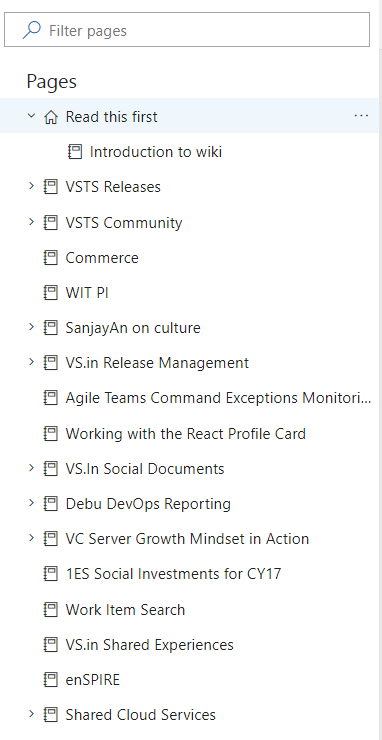 Filter pages
Pages
Read this first
Introduction to wiki
VSTS Releases
VSTS Community
Commerce
WIT PI
SanjayAn on culture
VS.in Release Management
Agile Teams Command Exceptions Monitori...
Working with the React Profile Card
VS.In Social Documents
Debu DevOps Reporting
VC Server Growth Mindset in Action
1ES Social Investments for CY17
Work Item Search
VS.in Shared Experiences
enSPIRE
Shared Cloud Services